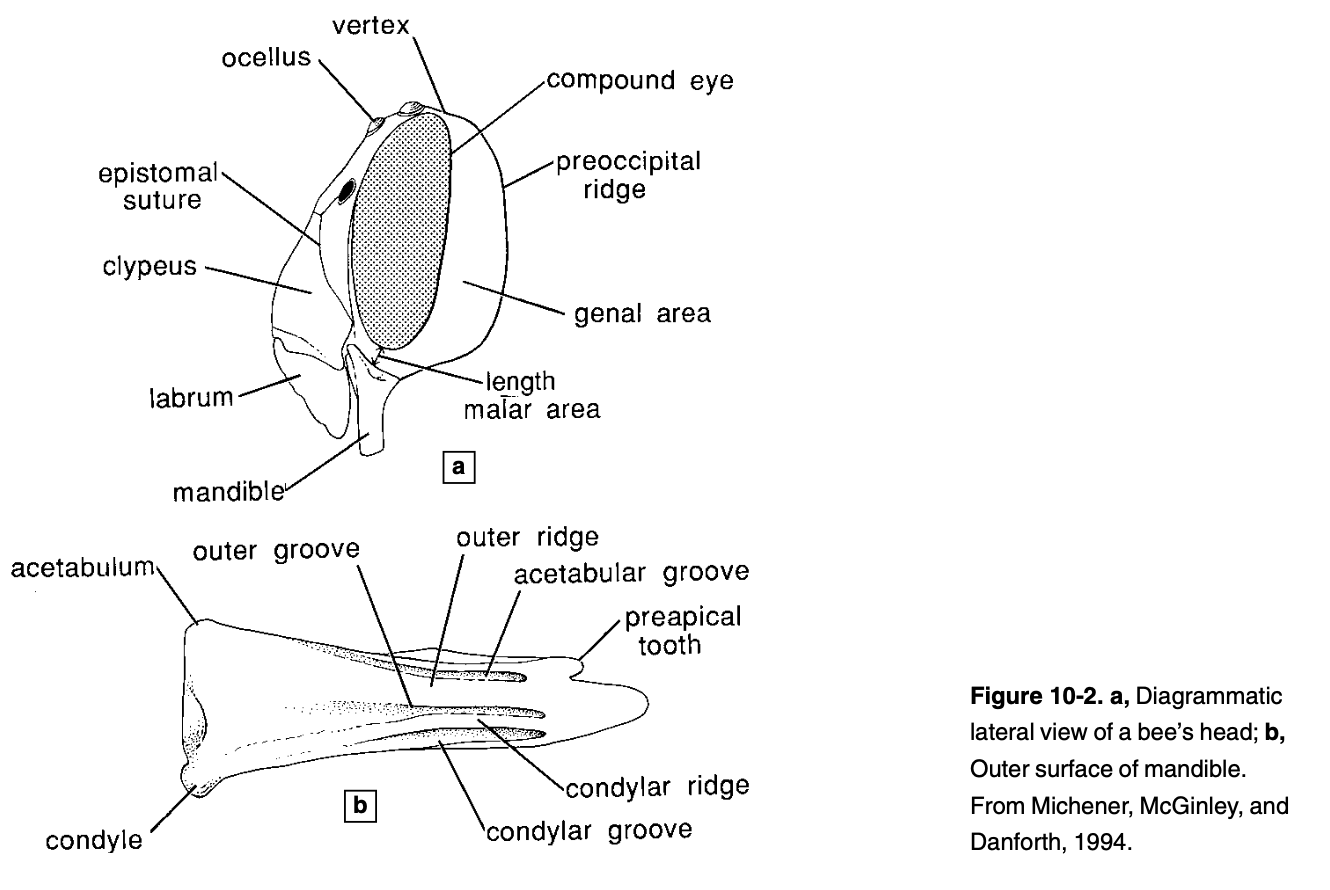 vertex
ocellus
compound eye
epistomal
suture
preoccipital
ridge
clypeus
genal area
labrum
length
malar area
mandible
a
outer groove
outer ridge
acetabulum
acetabular groove
preapical
tooth
condylar ridge
b
condylar groove
condyle
Figure 10-2. a, Diagrammatic
lateral view of a bee’s head; b,
Outer surface of mandible.
From Michener, McGinley, and
Danforth, 1994.